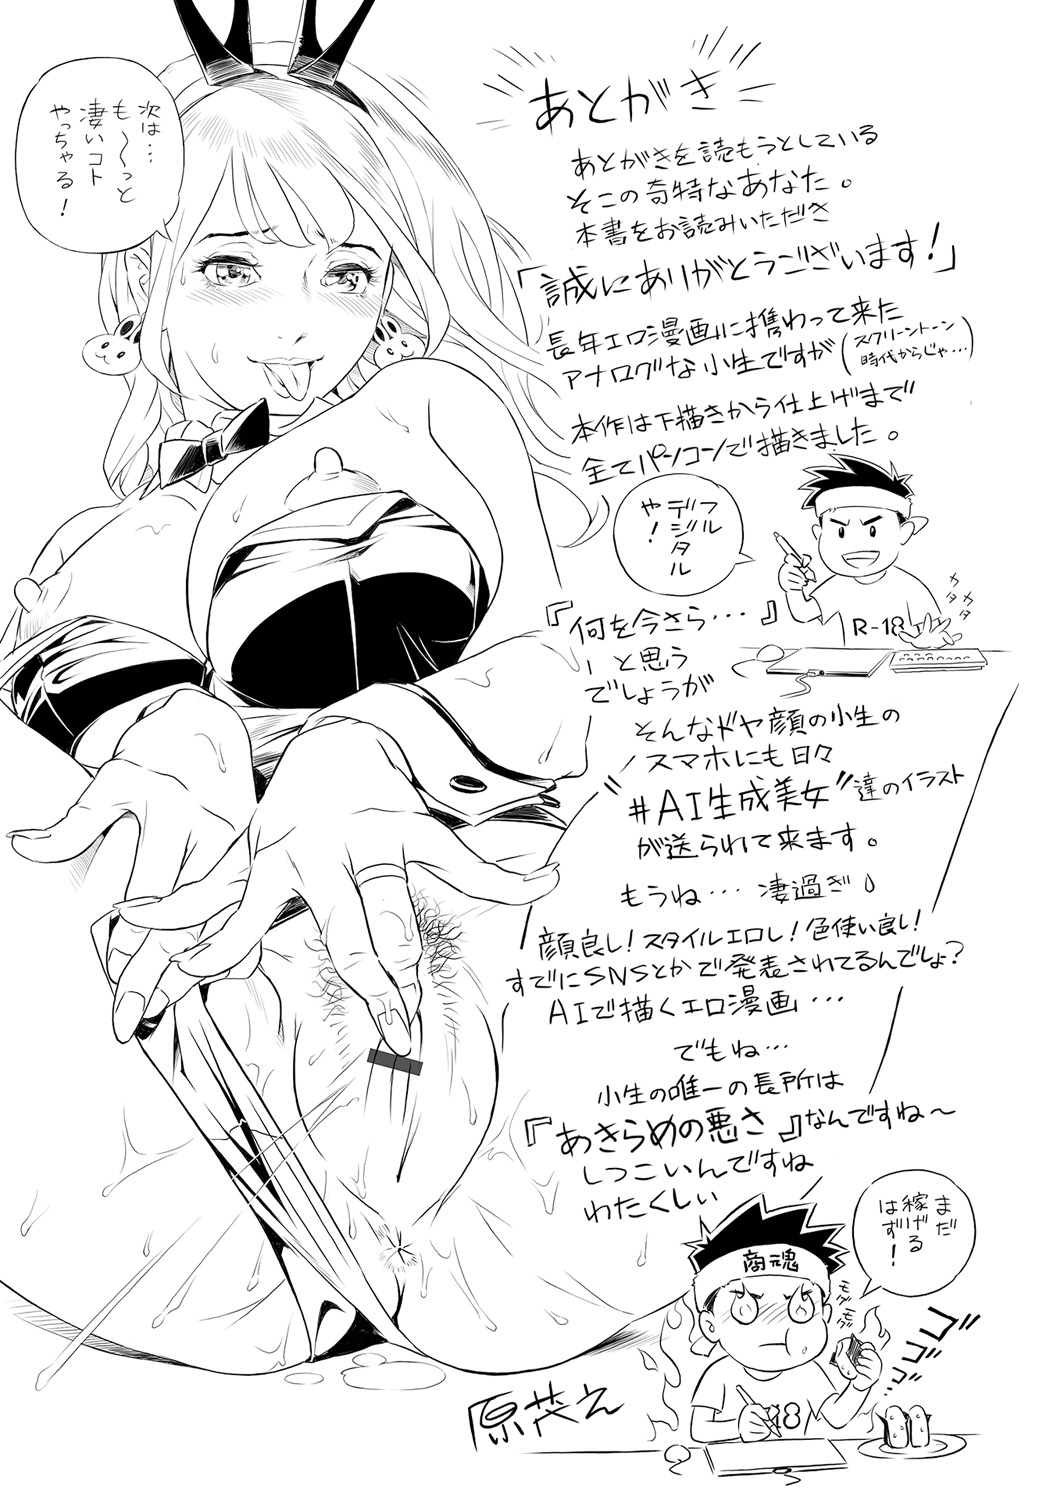 次は…
も〜っと
凄いコト
やっちゃる!
あとがき
あとがきを読もうとしている
そこの奇特なあなた。
本書をお読みいただき
「誠にありがとうございます!」
長年エロ漫画に携わって来た
アナログな小生ですが(スクリーントーン
時代からじゃ…)
本作は下描きから仕上げまで
全てパソコンで描きました。
フル
デジタル
や!
カタ
カタ
R-18
『何を今さら…』
ーと思う
でしょうが
そんなドヤ顔の小生の
スマホにも日々
"#AI生成美女"達のイラスト
が送られて来ます。
もうね…凄過ぎ
顔良し!スタイルエロし!色使い良し!
すでにSNSとかで発表されてるんでしょ?
AIで描くエロ漫画…
でもね…
小生の唯一の長所は
『あきらめの悪さ』なんですね〜
しつこいんですね
わたくしぃ
まだ
稼げる
はず!
商魂
モグモグ
ゴゴゴゴ…
18
原茂え